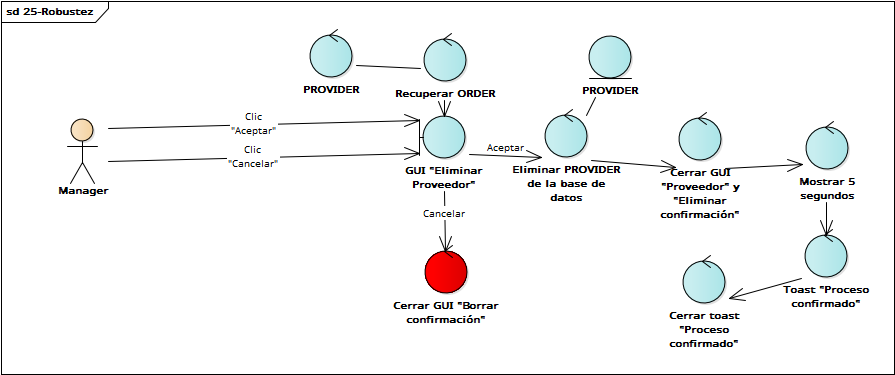 sd 25-Robustez
PROVIDER
Recuperar ORDER
PROVIDER
Clic
"Aceptar"
Clic
"Cancelar"
Manager
GUI "Eliminar
Proveedor"
Aceptar
Eliminar PROVIDER
de la base de
datos
Cerrar GUI
"Proveedor" y
"Eliminar
confirmación"
Mostrar 5
segundos
Cancelar
Cerrar GUI "Borrar
confirmación"
Toast "Proceso
confirmado"
Cerrar toast
"Proceso
confirmado"